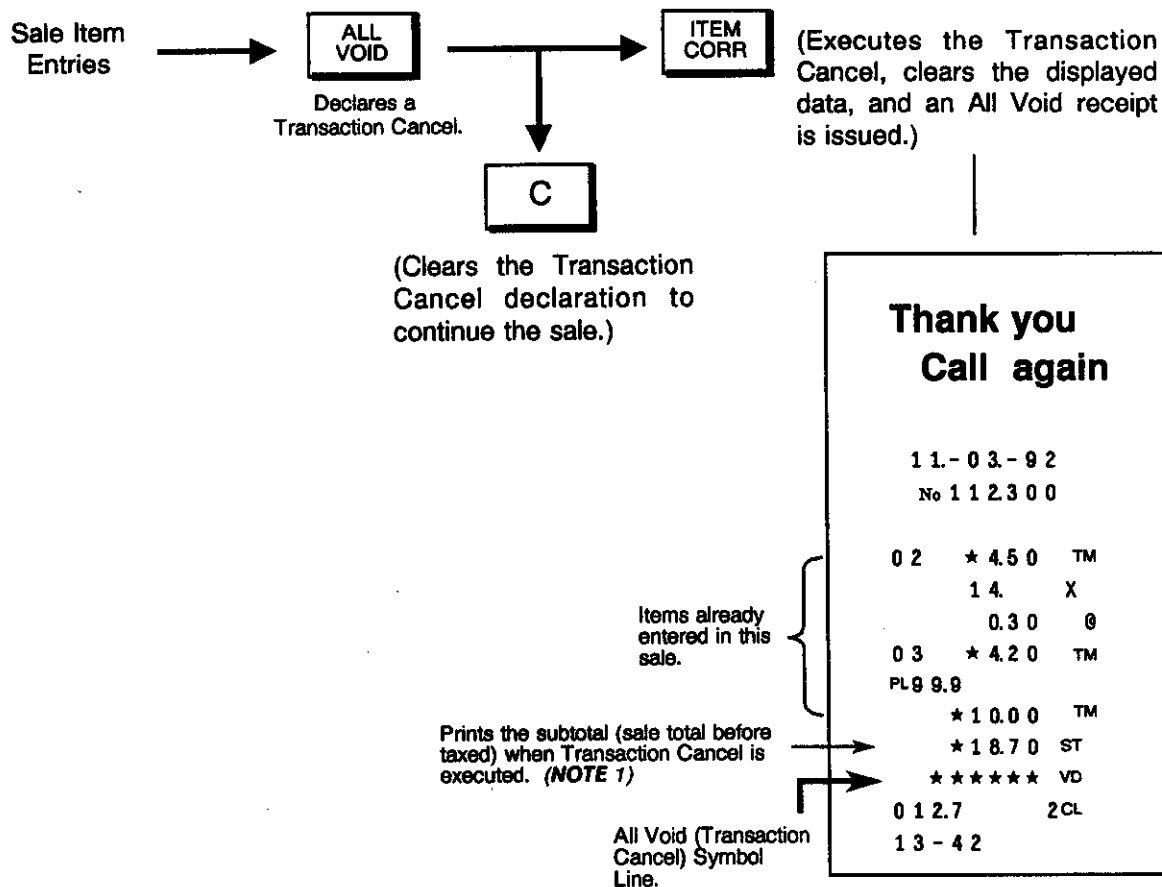 Sale Item
Entries
ALL
VOID
Declares a
Transaction Cancel.
ITEM
CORR
(Executes the Transaction
Cancel, clears the displayed
data, and an All Void receipt
is issued.)
C
(Clears the Transaction
Cancel declaration to
continue the sale.)
Thank you
Call again
11.-03.-92
No 112.300
02 ★4.50 TM
14. X
0.30 @
03 ★4.20 TM
PL99.9
★10.00 TM
★18.70 ST
★★★★★★ VD
012.7 2CL
13-42
Items already
entered in this
sale.
Prints the subtotal (sale total before
taxed) when Transaction Cancel is
executed. (NOTE 1)
All Void (Transaction
Cancel) Symbol
Line.